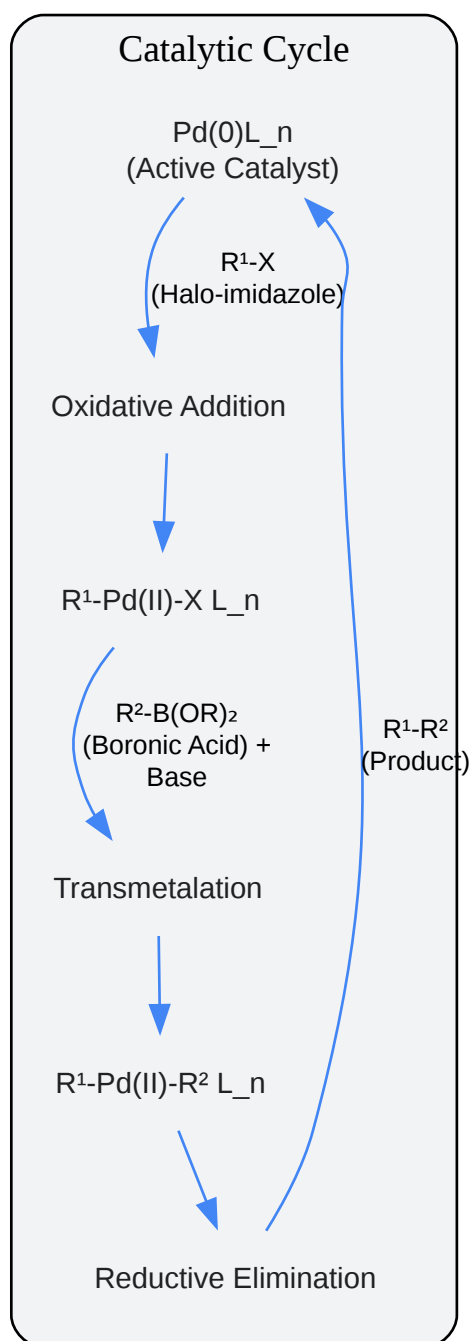 Catalytic Cycle
Pd(0)L_n
(Active Catalyst)
R¹-X
(Halo-imidazole)
Oxidative Addition
R¹-Pd(II)-X L_n
R²-B(OR)₂
(Boronic Acid) +
Base
R¹-R²
(Product)
Transmetalation
R¹-Pd(II)-R² L_n
Reductive Elimination